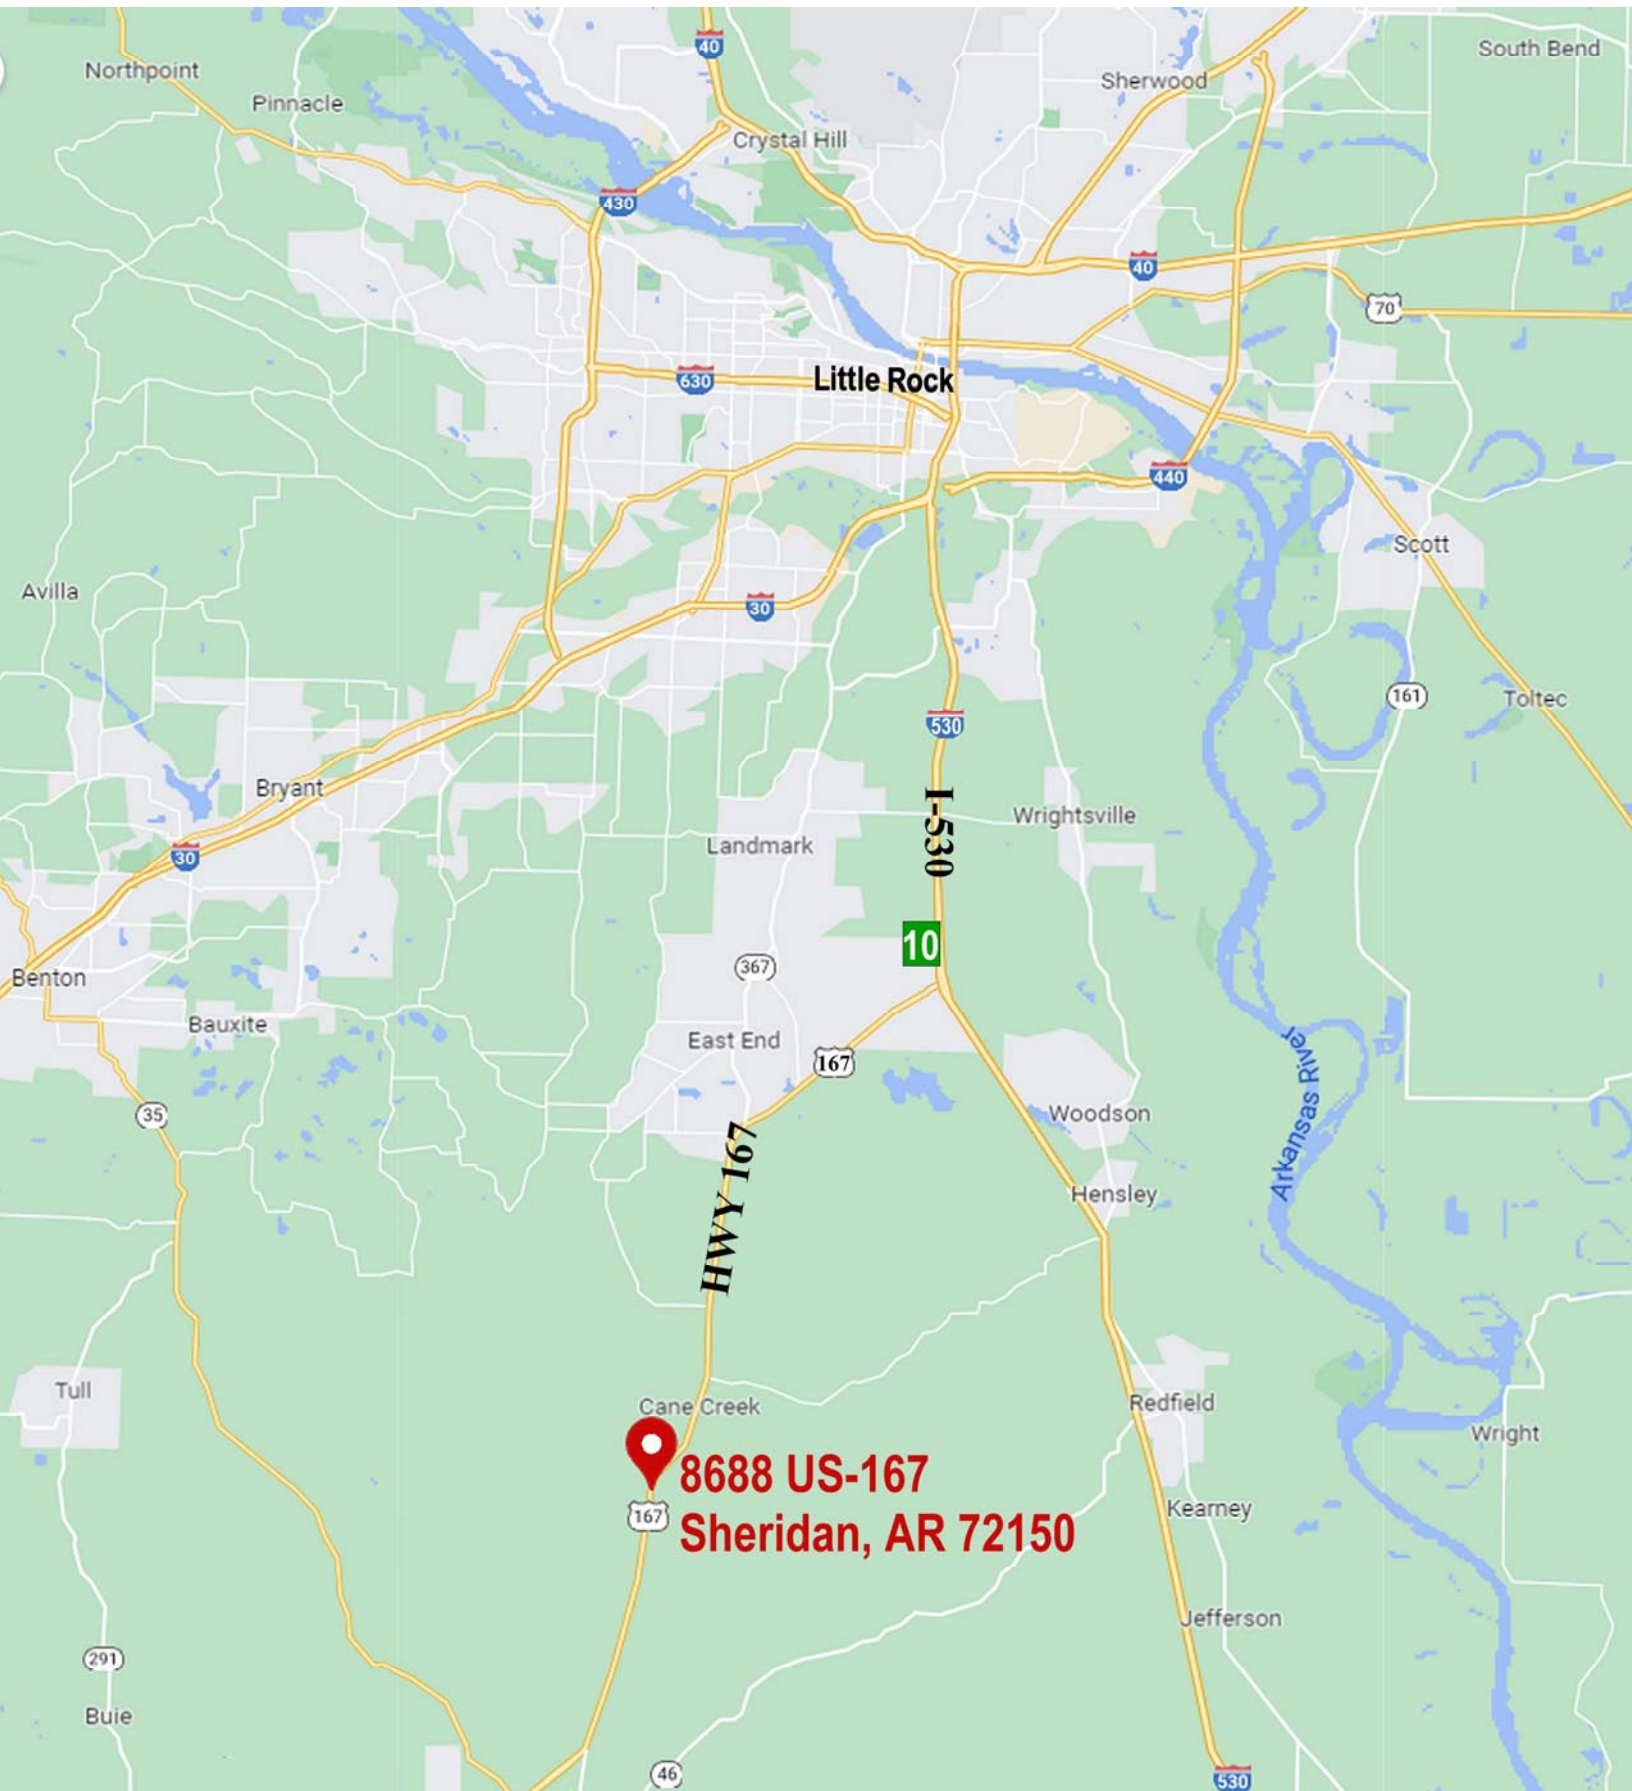 40
South Bend
Northpoint
Sherwood
Pinnacle
Crystal Hill
430
40
70
630
Little Rock
440
Scott
Avilla
30
161
Toltec
530
Bryant
I-530
Wrightsville
Landmark
30
10
367
Benton
Bauxite
East End
167
Arkansas River
35
Woodson
HWY 167
Hensley
Tull
Cane Creek
Redfield
Wright
8688 US-167
167
Sheridan, AR 72150
Kearney
Jefferson
291
Buie
46
530